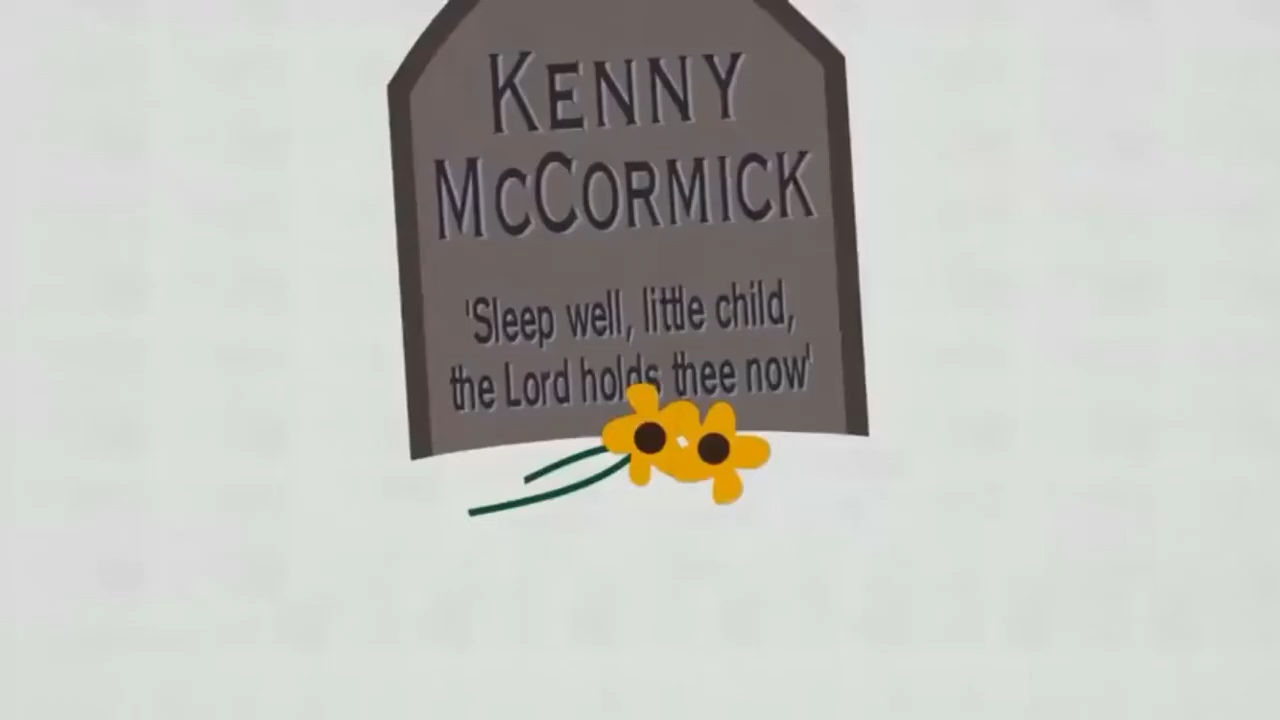 KENNY
MCCORMICK
'Sleep well, little child,
the Lord holds thee now'